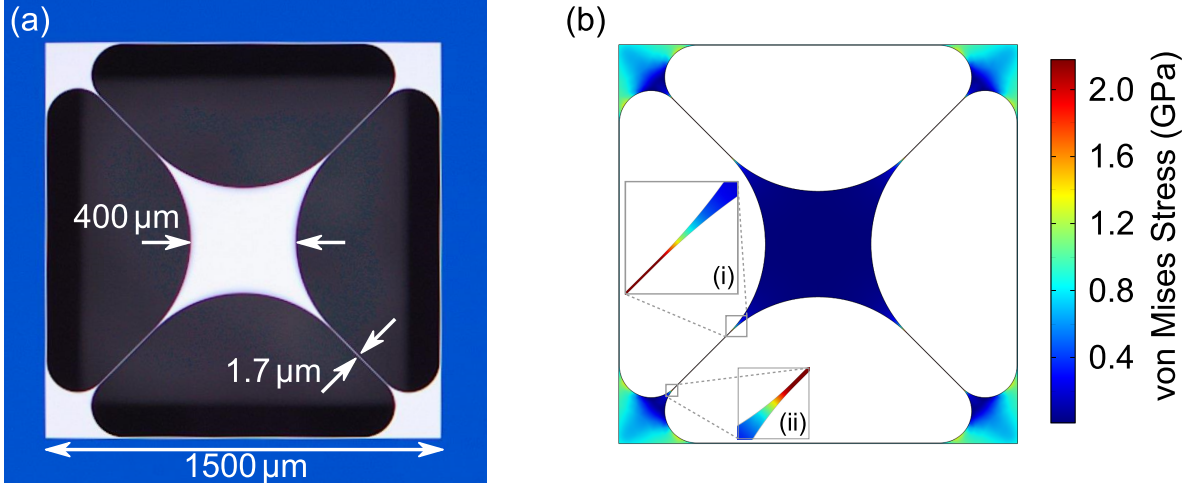 (a)
400 µm
1.7 µm
1500 µm
(b)
(i)
(ii)
2.0
1.6
1.2
0.8
0.4
von Mises Stress (GPa)